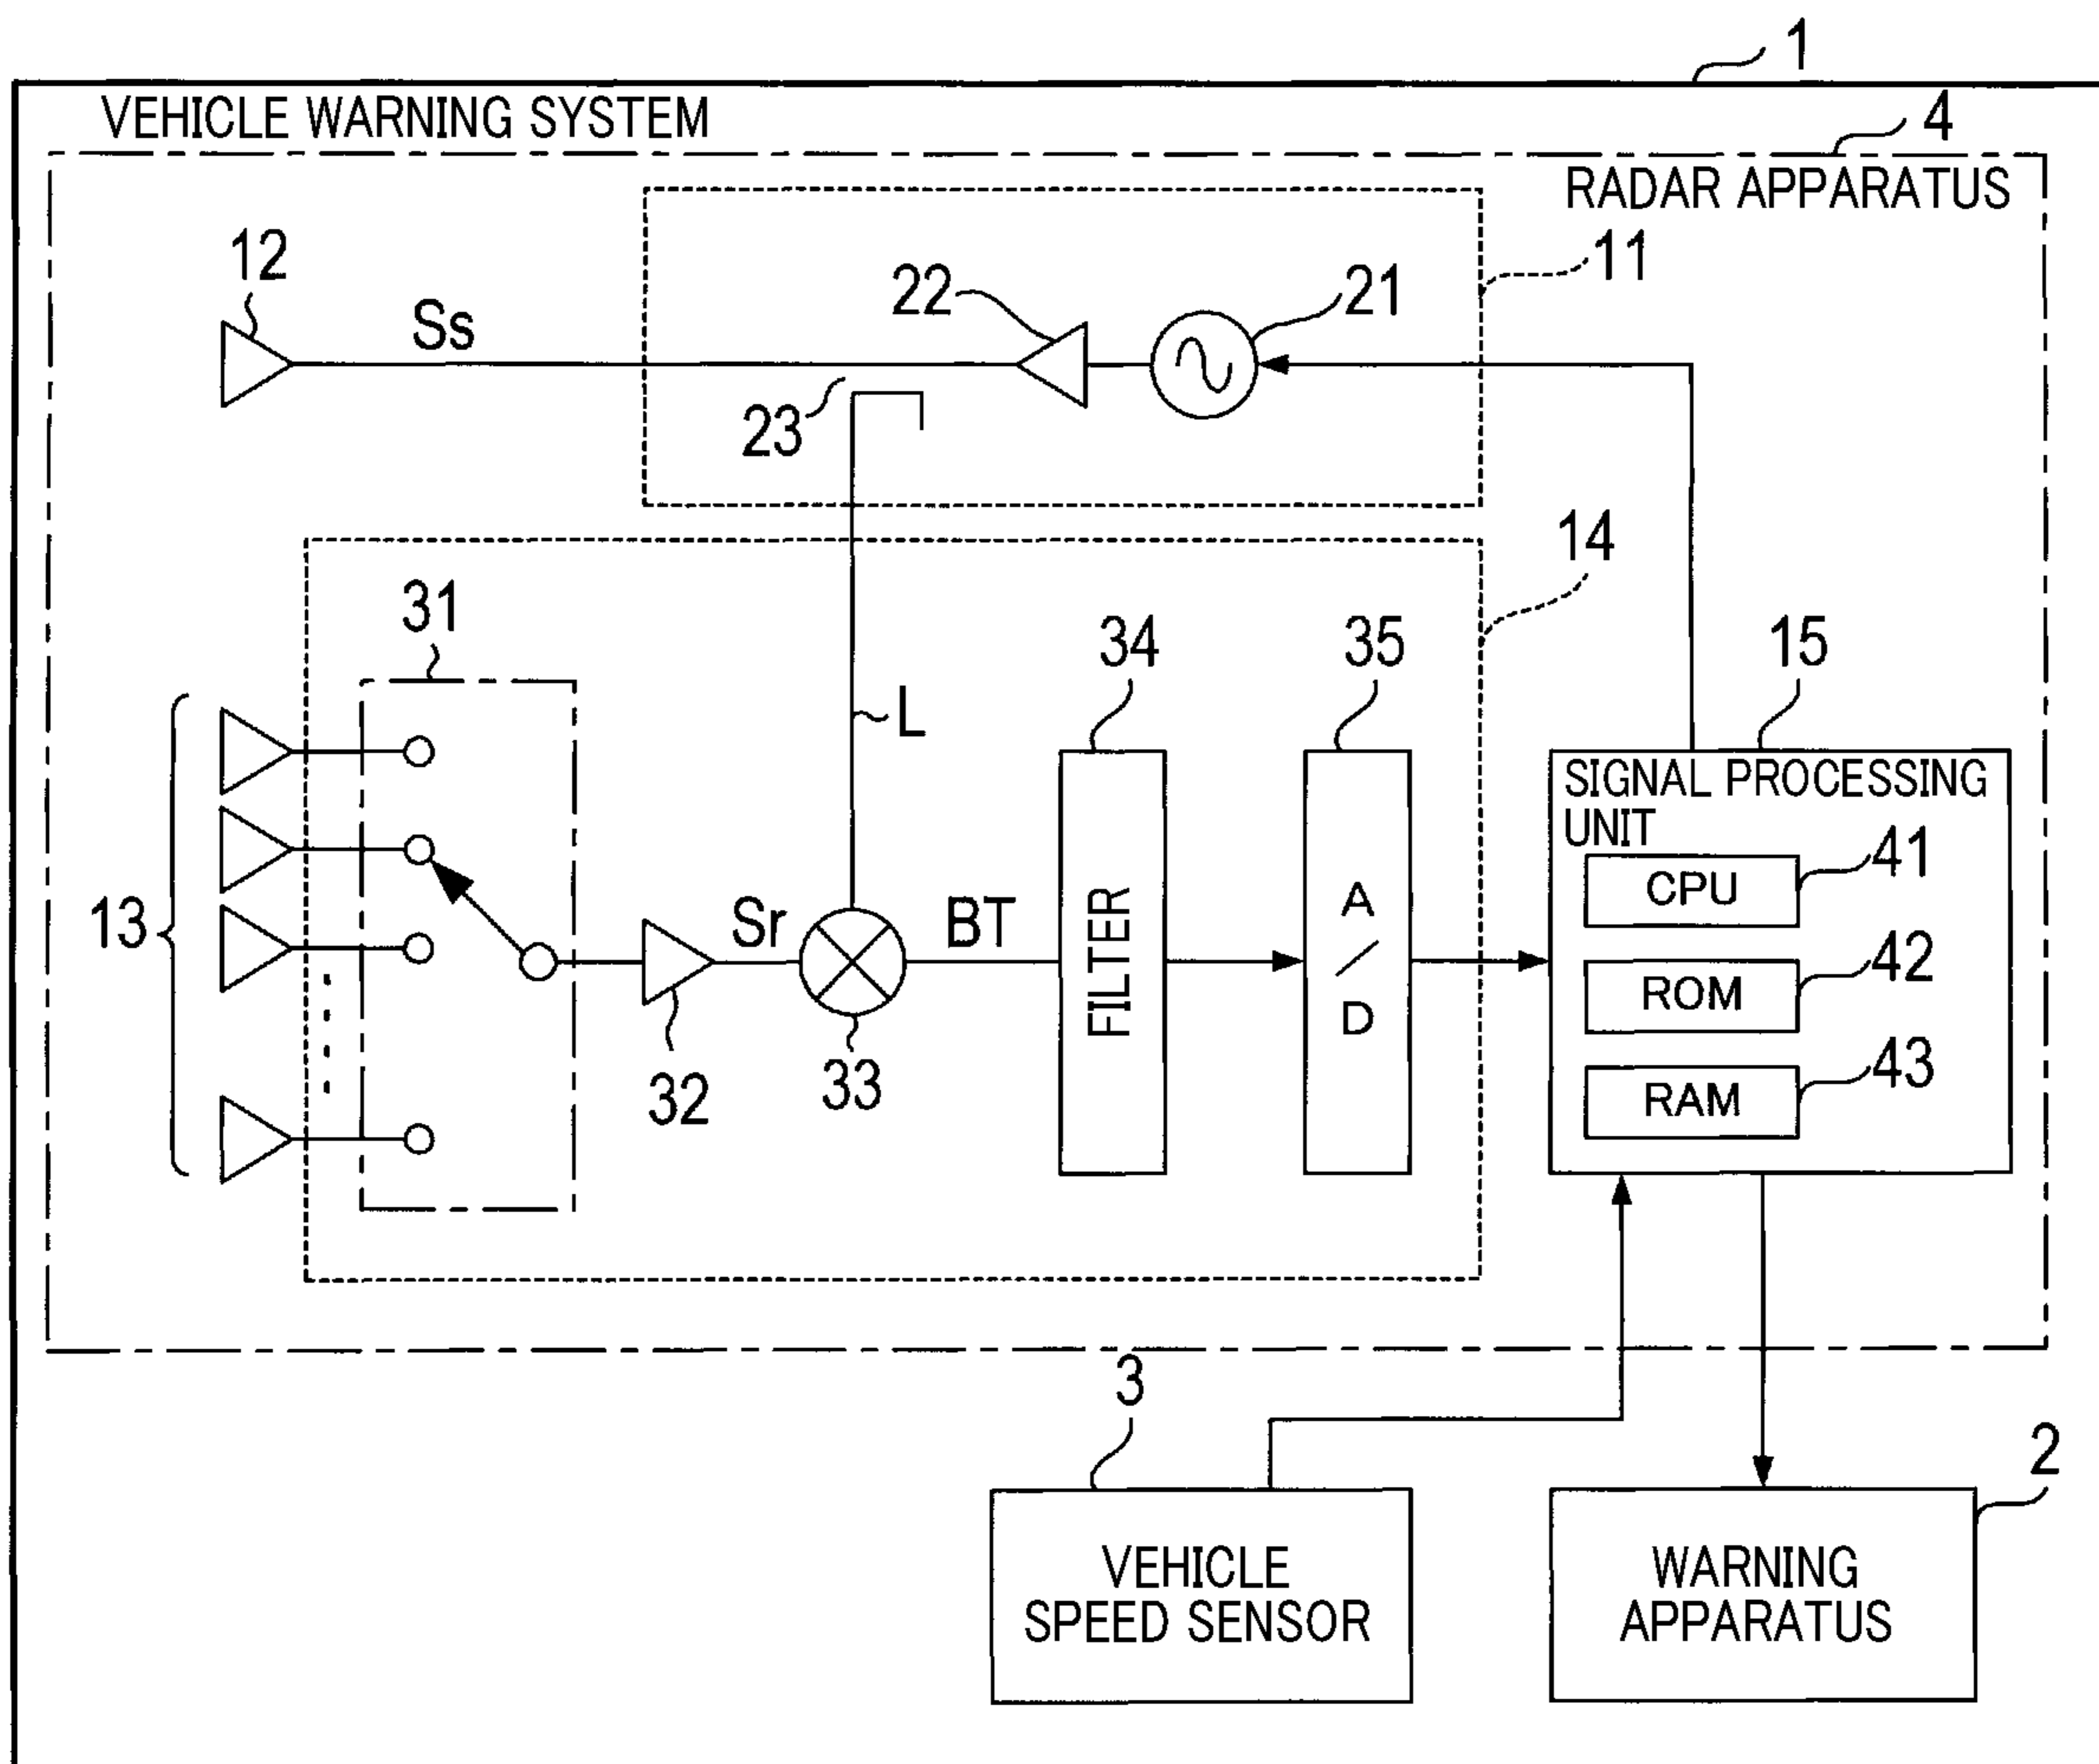 1
VEHICLE WARNING SYSTEM
4
RADAR APPARATUS
12
Ss
22
21
11
23
14
31
34
35
15
L
SIGNAL PROCESSING
UNIT
13
Sr
BT
FILTER
A
/
D
CPU
41
ROM
42
RAM
43
32
33
3
2
VEHICLE
SPEED SENSOR
WARNING
APPARATUS